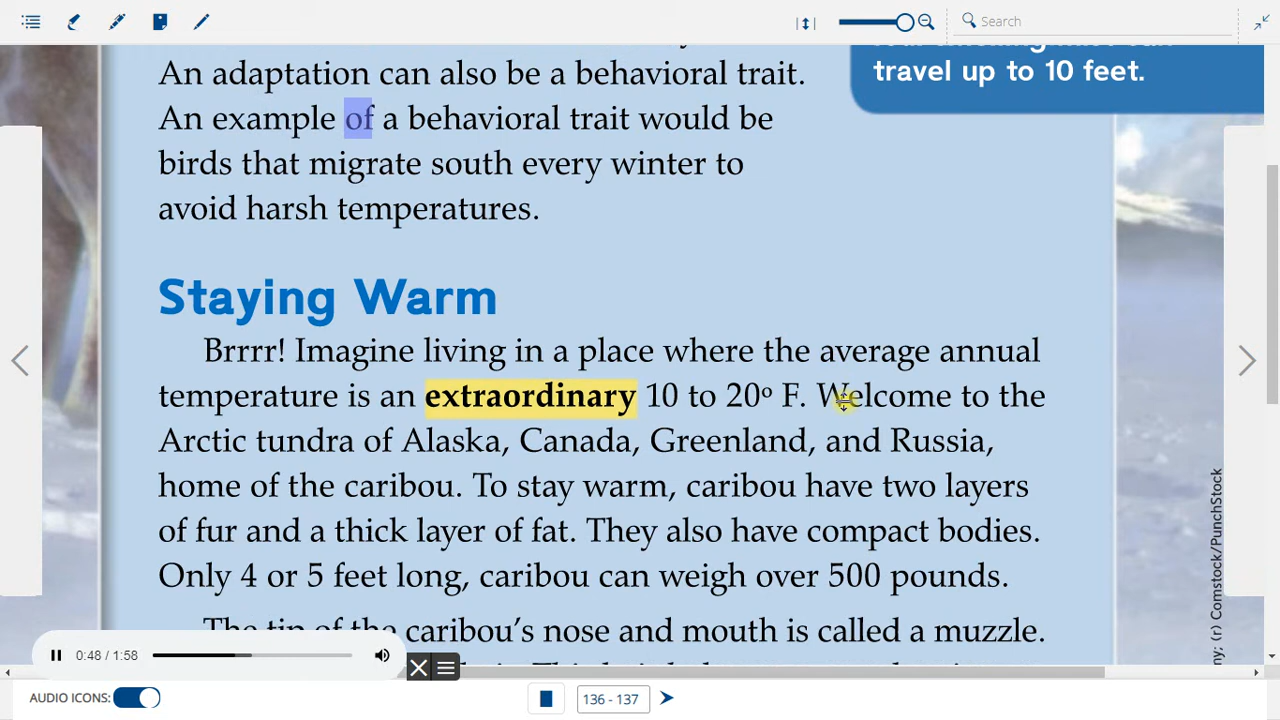 Search
travel up to 10 feet.
An adaptation can also be a behavioral trait.
An example of a behavioral trait would be
birds that migrate south every winter to
avoid harsh temperatures.
Staying Warm
Brrrr! Imagine living in a place where the average annual
temperature is an extraordinary 10 to 20º F. Welcome to the
Arctic tundra of Alaska, Canada, Greenland, and Russia,
home of the caribou. To stay warm, caribou have two layers
of fur and a thick layer of fat. They also have compact bodies.
Only 4 or 5 feet long, caribou can weigh over 500 pounds.
The tip of the caribou's nose and mouth is called a muzzle.
ny; (r) Comstock/PunchStock
0:48 / 1:58
AUDIO ICONS:
136 - 137